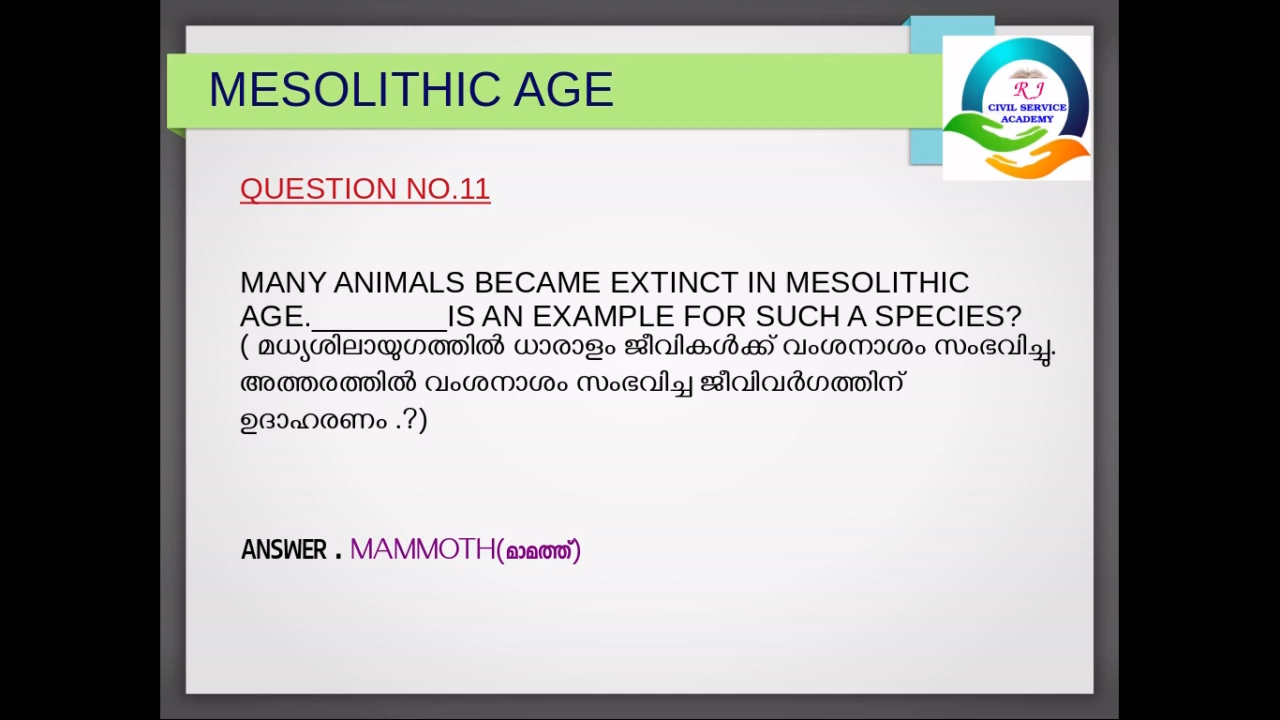 MESOLITHIC AGE
RJ
CIVIL SERVICE
ACADEMY
QUESTION NO.11
MANY ANIMALS BECAME EXTINCT IN MESOLITHIC
AGE.________IS AN EXAMPLE FOR SUCH A SPECIES?
( മധ്യശിലായുഗത്തിൽ ധാരാളം ജീവികൾക്ക് വംശനാശം സംഭവിച്ചു.
അത്തരത്തിൽ വംശനാശം സംഭവിച്ച ജീവിവർഗത്തിന്
ഉദാഹരണം .?)
ANSWER . MAMMOTH(മാമത്ത്)